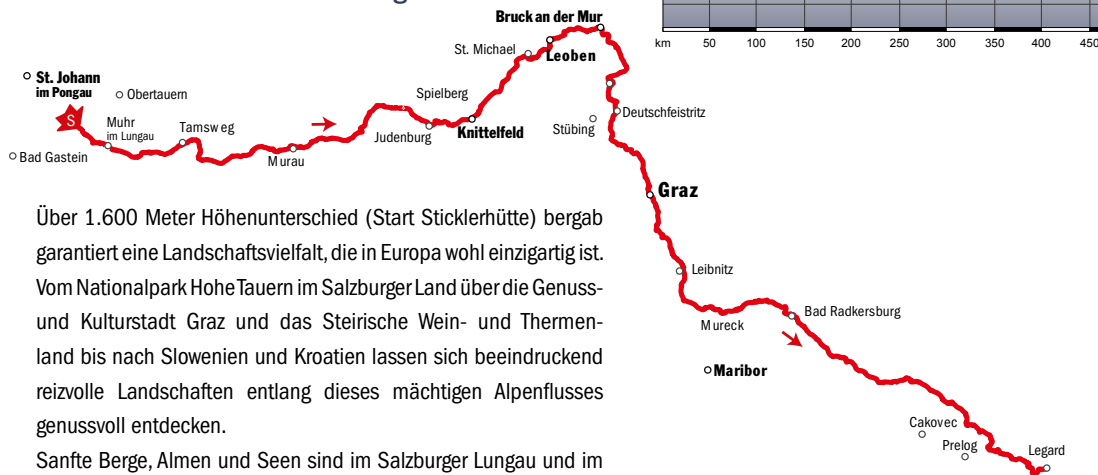 Bruck an der Mur
km 50 100 150 200 250 300 350 400 450
St. Michael
Leoben
St. Johann
im Pongau
Obertauern
Spielberg
S
Muhr
im Lungau
Tamsweg
Judenburg
Knittelfeld
Stübing
Deutschfeistritz
Bad Gastein
Murau
Graz
Über 1.600 Meter Höhenunterschied (Start Sticklerhütte) bergab
garantiert eine Landschaftsvielfalt, die in Europa wohl einzigartig ist.
Vom Nationalpark Hohe Tauern im Salzburger Land über die Genuss-
und Kulturstadt Graz und das Steirische Wein- und Thermen-
land bis nach Slowenien und Kroatien lassen sich beeindruckend
reizvolle Landschaften entlang dieses mächtigen Alpenflusses
genussvoll entdecken.
Sanfte Berge, Almen und Seen sind im Salzburger Lungau und im
Leibnitz
Mureck
Bad Radkersburg
Maribor
Cakovec
Prelog
Legard